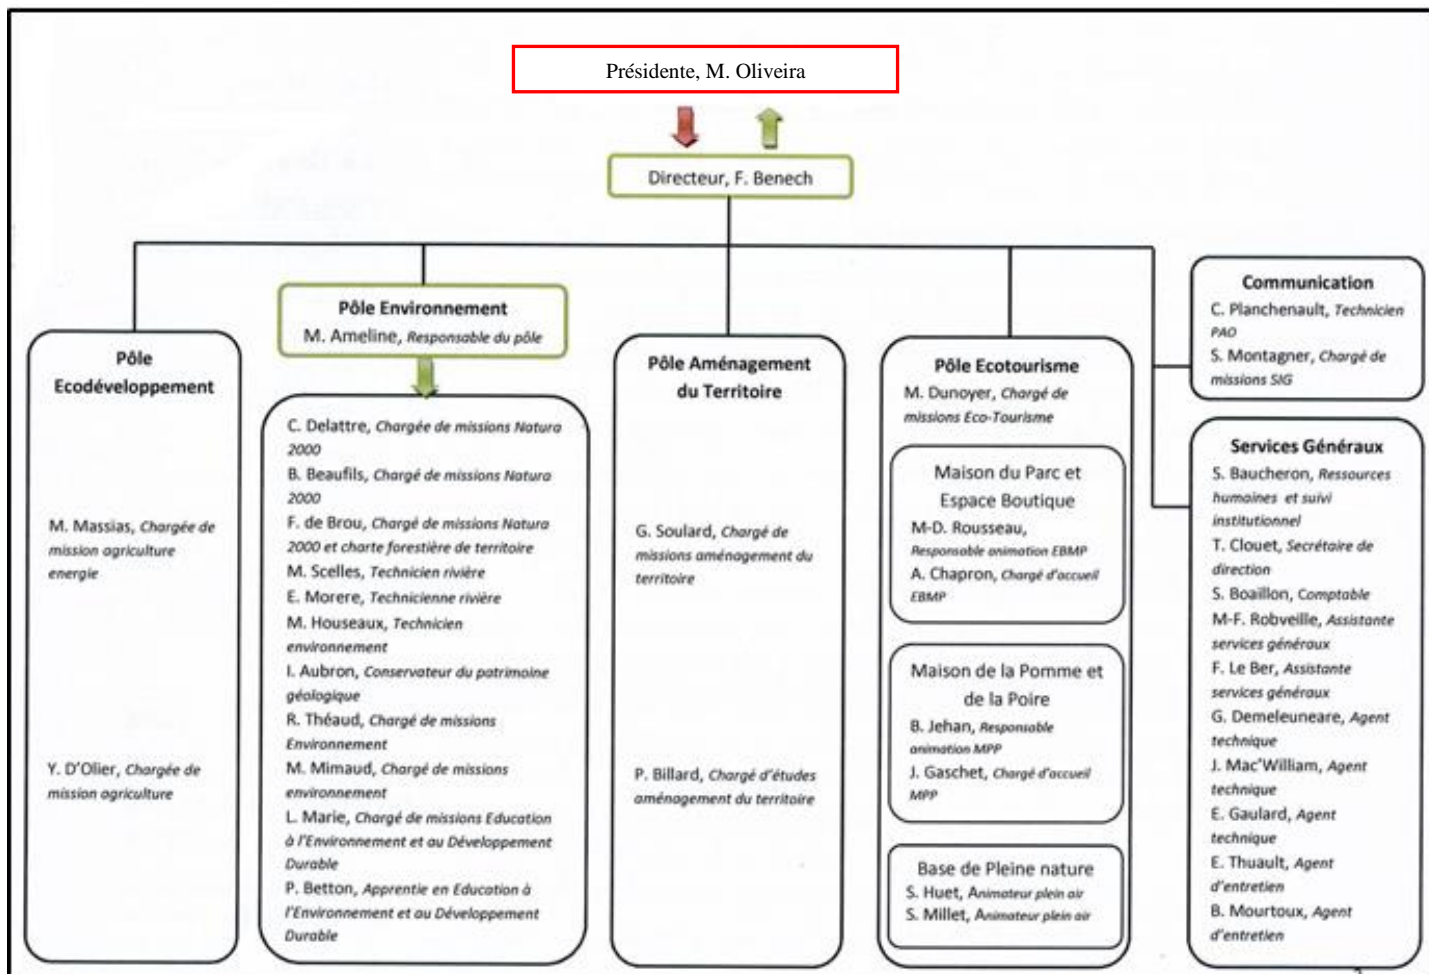 Présidente, M. Oliveira
Directeur, F. Benech
Pôle
Ecodéveloppement
M. Massias, Chargée de
mission agriculture
energie
Y. D'Olier, Chargée de
mission agriculture
Pôle Environnement
M. Ameline, Responsable du pôle
C. Delattre, Chargée de missions Natura
2000
B. Beaufils, Chargé de missions Natura
2000
F. de Brou, Chargé de missions Natura
2000 et charte forestière de territoire
M. Scelles, Technicien rivière
E. Morere, Technicienne rivière
M. Houseaux, Technicien
environnement
I. Aubron, Conservateur du patrimoine
géologique
R. Théaud, Chargé de missions
Environnement
M. Mimaud, Chargé de missions
environnement
L. Marie, Chargé de missions Education
à l'Environnement et au Développement
Durable
P. Betton, Apprentie en Education à
l'Environnement et au Développement
Durable
Pôle Aménagement
du Territoire
G. Soulard, Chargé de
missions aménagement du
territoire
P. Billard, Chargé d'études
aménagement du territoire
Pôle Ecotourisme
M. Dunoyer, Chargé de
missions Eco-Tourisme
Maison du Parc et
Espace Boutique
M-D. Rousseau,
Responsable animation EBMP
A. Chapron, Chargé d'accueil
EBMP
Maison de la Pomme et
de la Poire
B. Jehan, Responsable
animation MPP
J. Gaschet, Chargé d'accueil
MPP
Base de Pleine nature
S. Huet, Animateur plein air
S. Millet, Animateur plein air
Communication
C. Planchenault, Technicien
PAO
S. Montagner, Chargé de
missions SIG
Services Généraux
S. Baucheron, Ressources
humaines et suivi
institutionnel
T. Clouet, Secrétaire de
direction
S. Boaillon, Comptable
M-F. Robveille, Assistante
services généraux
F. Le Ber, Assistante
services généraux
G. Demeleuneare, Agent
technique
J. Mac'William, Agent
technique
E. Gaulard, Agent
technique
E. Thuault, Agent
d'entretien
B. Mourtoux, Agent
d'entretien